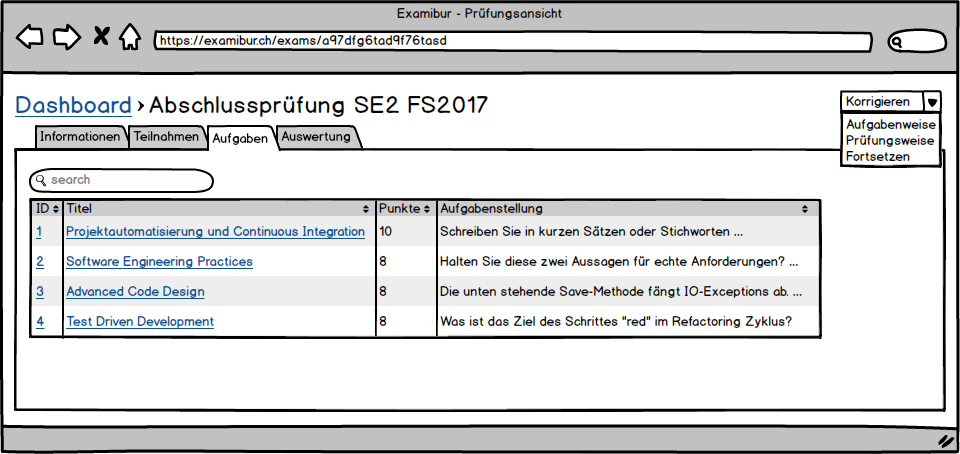 Examibur - Prüfungsansicht
https://examibur.ch/exams/a97dfg6tad9f76tasd
Dashboard › Abschlussprüfung SE2 FS2017
Korrigieren
Aufgabenweise
Prüfungsweise
Fortsetzen
Informationen Teilnahmen Aufgaben Auswertung
search
ID Titel Punkte Aufgabenstellung
1 Projektautomatisierung und Continuous Integration 10 Schreiben Sie in kurzen Sätzen oder Stichworten ...
2 Software Engineering Practices 8 Halten Sie diese zwei Aussagen für echte Anforderungen? ...
3 Advanced Code Design 8 Die unten stehende Save-Methode fängt IO-Exceptions ab. ...
4 Test Driven Development 8 Was ist das Ziel des Schrittes "red" im Refactoring Zyklus?